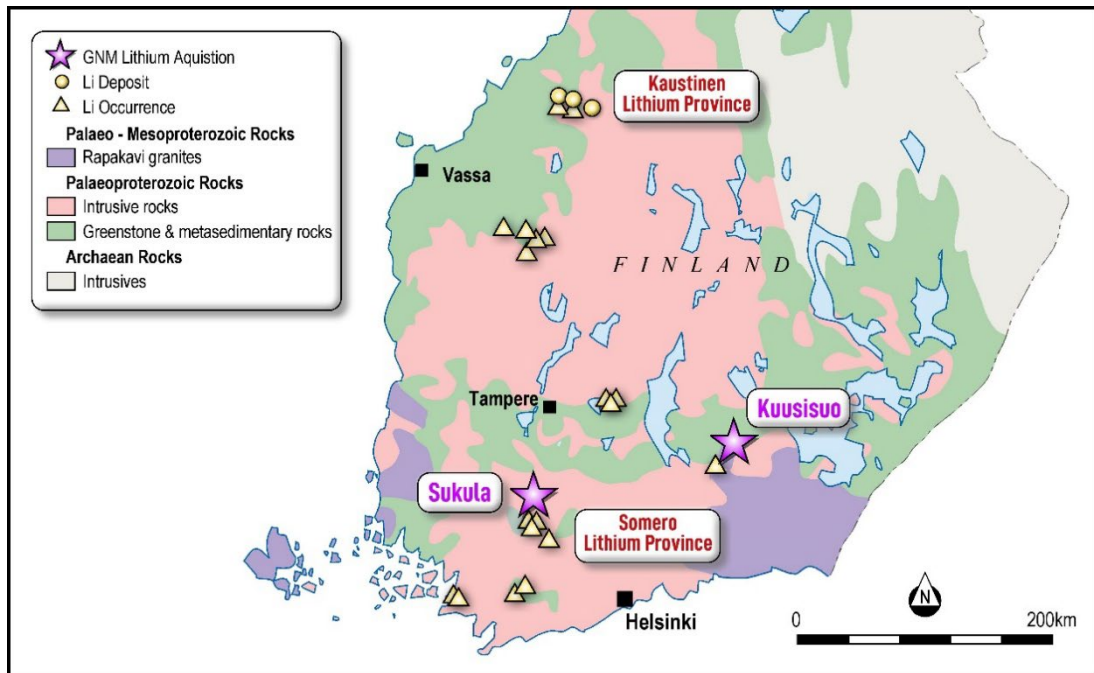 GNM Lithium Aquistion
Li Deposit
Li Occurrence
Palaeo - Mesoproterozoic Rocks
Rapakavi granites
Palaeoproterozoic Rocks
Intrusive rocks
Greenstone & metasedimentary rocks
Archaean Rocks
Intrusives
Kaustinen
Lithium Province
Vassa
FINLAND
Tampere
Kuusisuo
Sukula
Somero
Lithium Province
Helsinki
N
0 200km